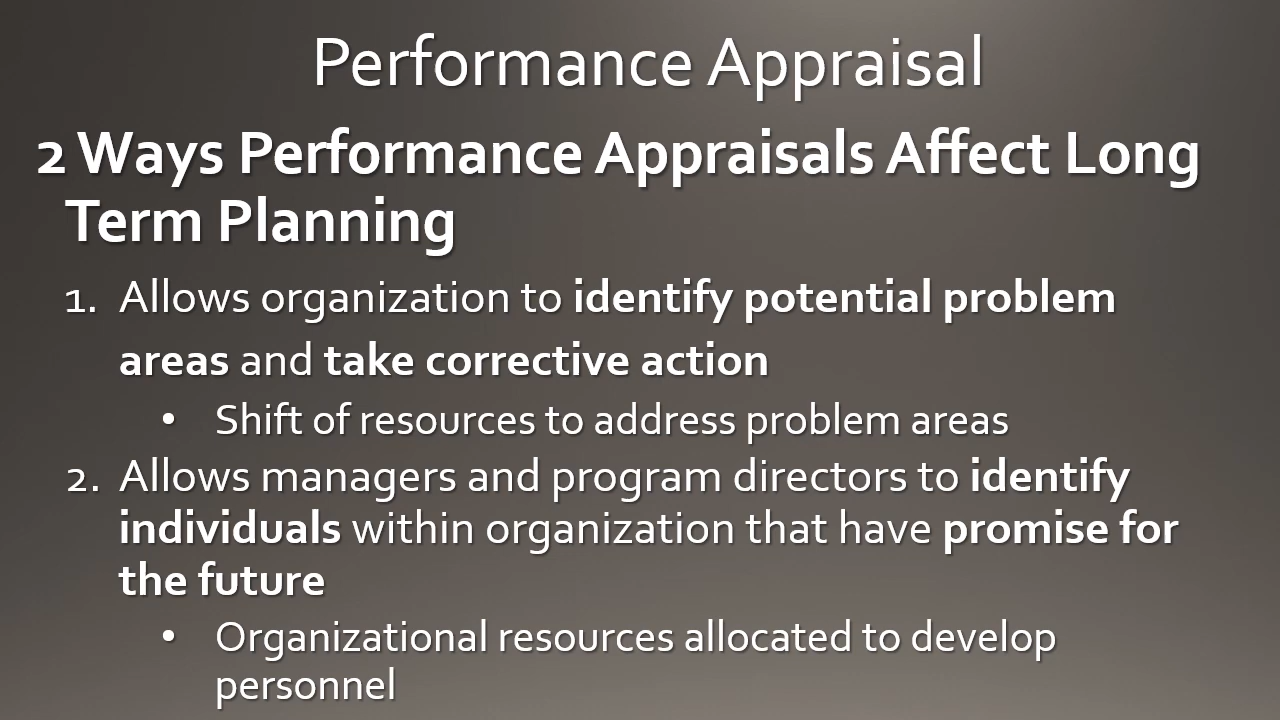 Performance Appraisal
2 Ways Performance Appraisals Affect Long
Term Planning
1. Allows organization to identify potential problem
areas and take corrective action
• Shift of resources to address problem areas
2. Allows managers and program directors to identify
individuals within organization that have promise for
the future
• Organizational resources allocated to develop
personnel